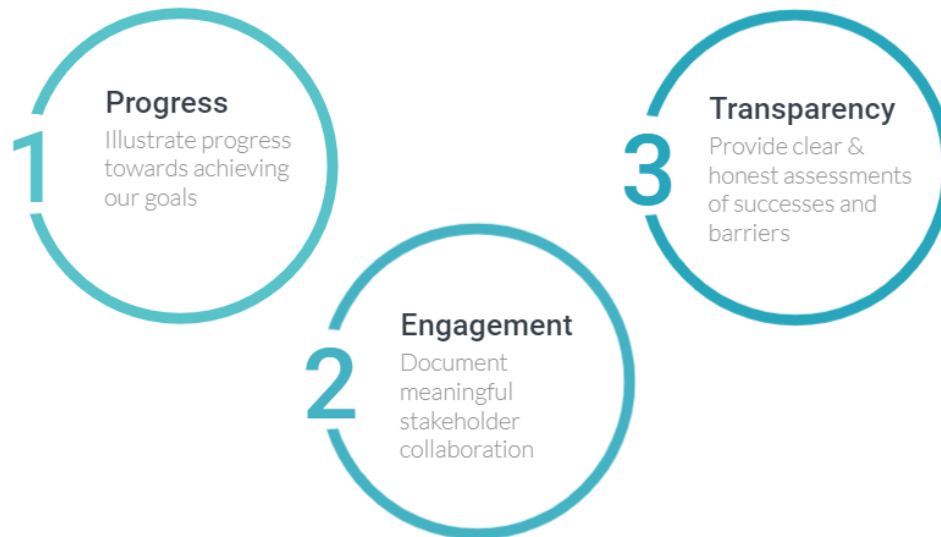 1
Progress
Illustrate progress
towards achieving
our goals
2
Engagement
Document
meaningful
stakeholder
collaboration
3
Transparency
Provide clear &
honest assessments
of successes and
barriers